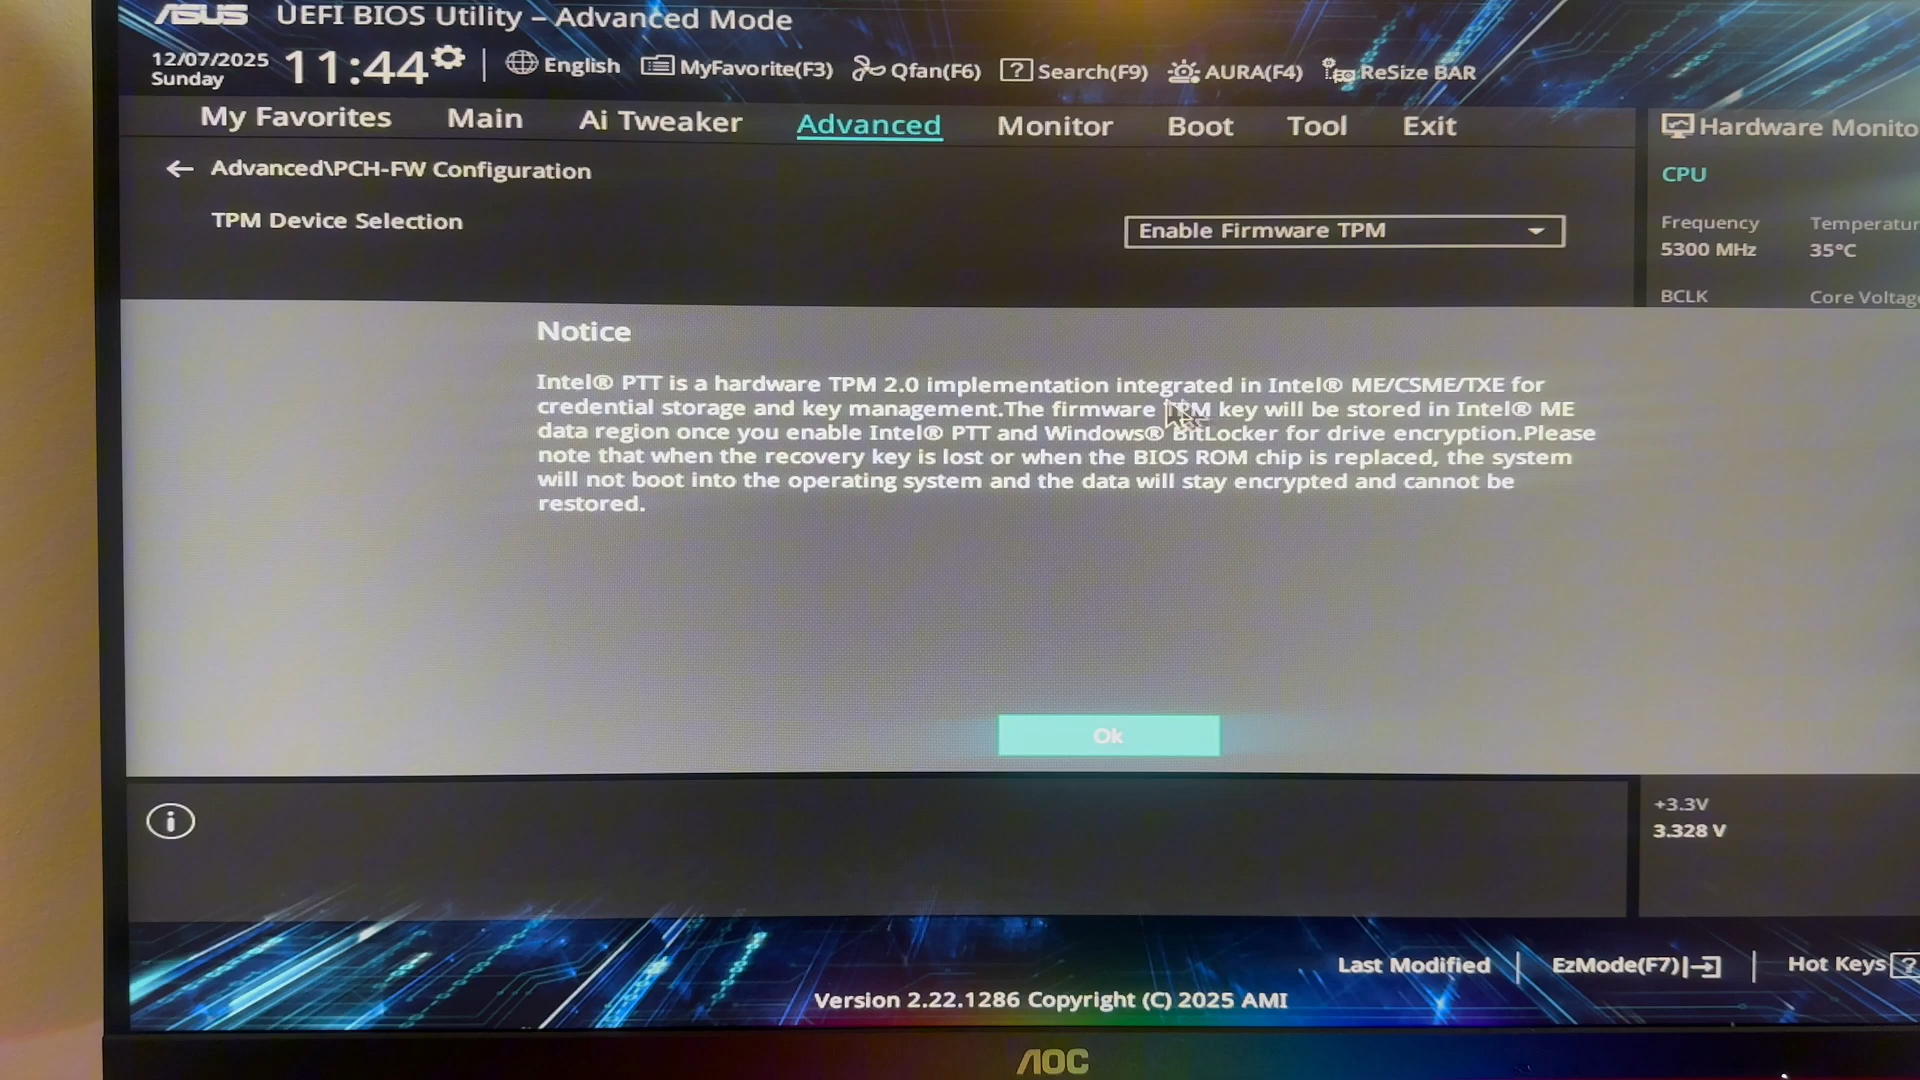 ASUS UEFI BIOS Utility – Advanced Mode
12/07/2025
Sunday
11:44
English
MyFavorite(F3)
Qfan(F6)
? Search(F9)
AURA(F4)
ReSize BAR
My Favorites Main Ai Tweaker Advanced Monitor Boot Tool Exit
Hardware Monito
← Advanced\PCH-FW Configuration
CPU
TPM Device Selection
Enable Firmware TPM
Frequency Temperatur
5300 MHz 35°C
BCLK Core Voltag
Notice
Intel® PTT is a hardware TPM 2.0 implementation integrated in Intel® ME/CSME/TXE for
credential storage and key management.The firmware TPM key will be stored in Intel® ME
data region once you enable Intel® PTT and Windows® BitLocker for drive encryption.Please
note that when the recovery key is lost or when the BIOS ROM chip is replaced, the system
will not boot into the operating system and the data will stay encrypted and cannot be
restored.
Ok
i
+3.3V
3.328 V
Last Modified
EzMode(F7)
Hot Keys ?
Version 2.22.1286 Copyright (C) 2025 AMI
AOC